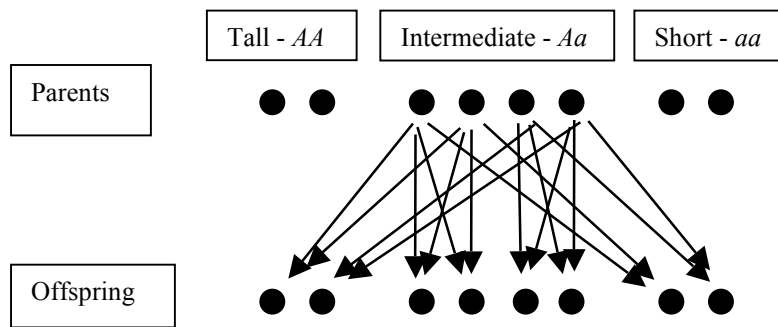 Tall - AA
Intermediate - Aa
Short - aa
Parents
Offspring